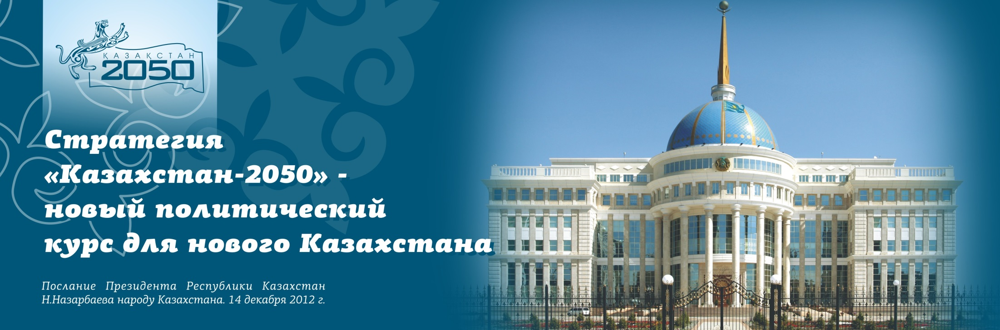 ҚАЗАҚСТАН
2050
Стратегия
«Казахстан-2050» -
новый политический
курс для нового Казахстана
Послание Президента Республики Казахстан
Н.Назарбаева народу Казахстана. 14 декабря 2012 г.